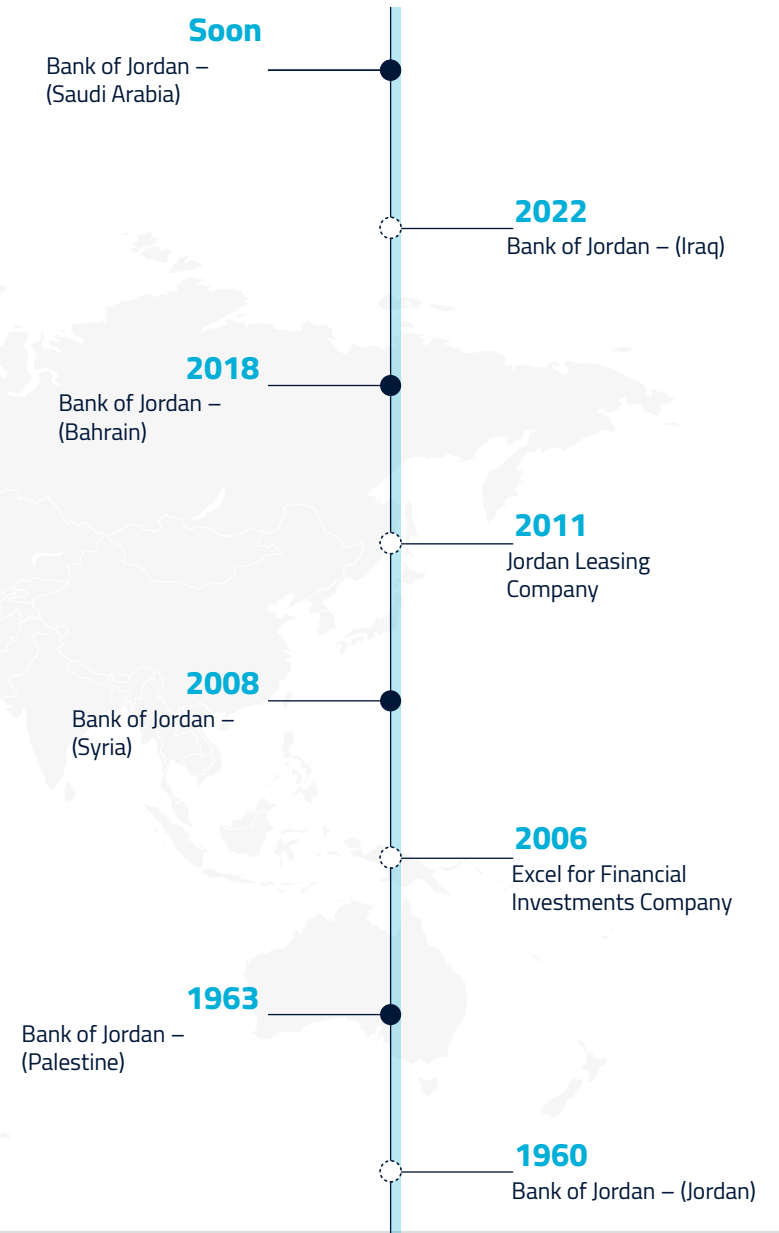 Soon
Bank of Jordan –
(Saudi Arabia)
2022
Bank of Jordan – (Iraq)
2018
Bank of Jordan –
(Bahrain)
2011
Jordan Leasing
Company
2008
Bank of Jordan –
(Syria)
2006
Excel for Financial
Investments Company
1963
Bank of Jordan –
(Palestine)
1960
Bank of Jordan – (Jordan)